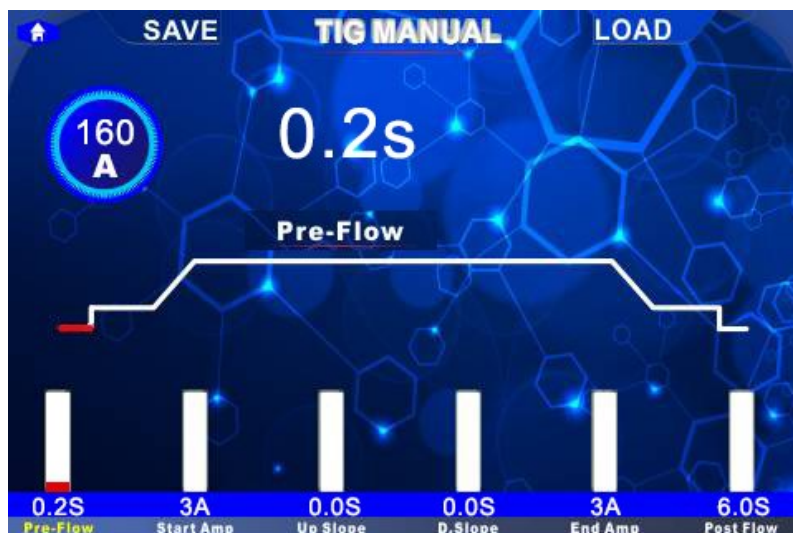 SAVE TIG MANUAL LOAD
160
A
0.2s
Pre-Flow
0.2S 3A 0.0S 0.0S 3A 6.0S
Pre-Flow Start Amp Up Slope D.Slope End Amp Post Flow